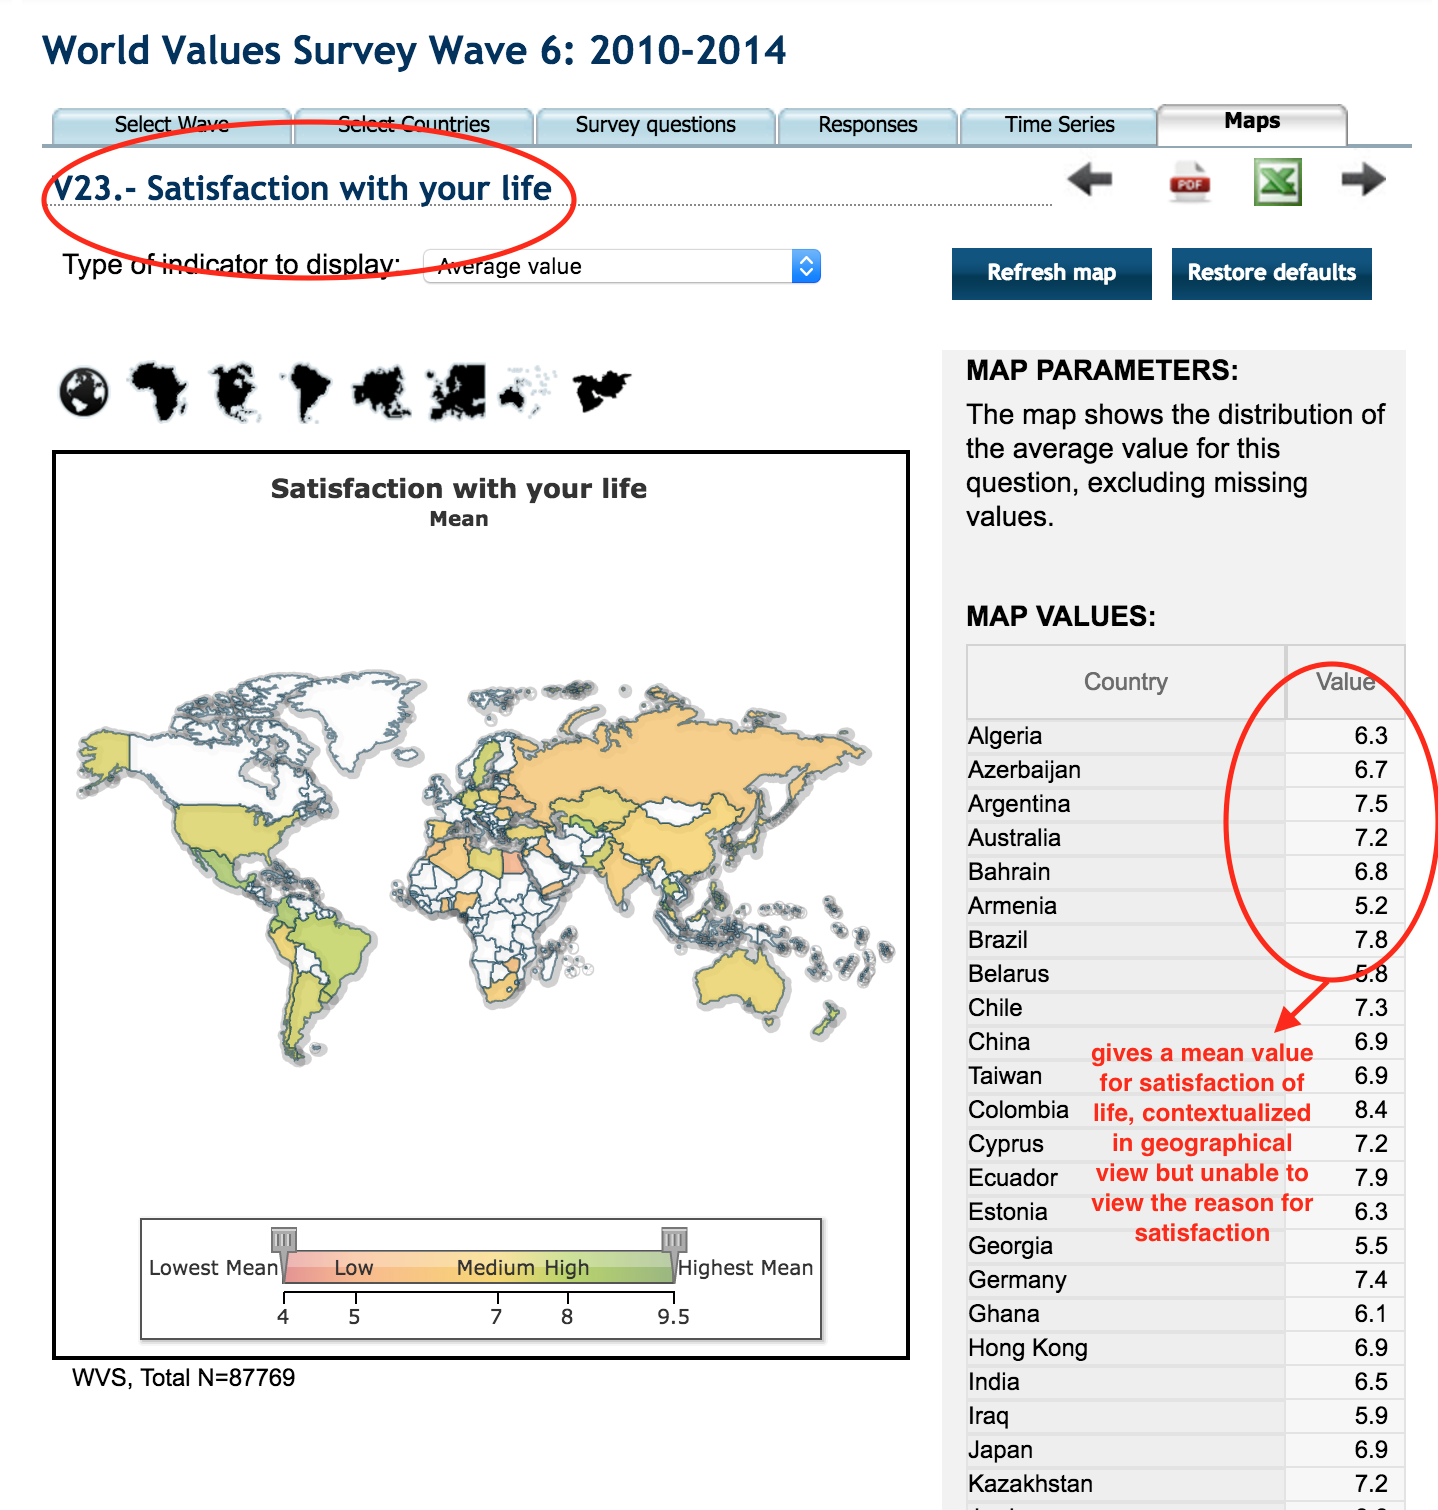 World Values Survey Wave 6: 2010-2014
Select Wave Select Countries Survey questions Responses Time Series Maps
V23.- Satisfaction with your life
PDF
Type of indicator to display: Average value
Refresh map Restore defaults
Satisfaction with your life
Mean
Lowest Mean Low Medium High Highest Mean
4 5 7 8 9.5
WVS, Total N=87769
MAP PARAMETERS:
The map shows the distribution of
the average value for this
question, excluding missing
values.
MAP VALUES:
Country Value
Algeria 6.3
Azerbaijan 6.7
Argentina 7.5
Australia 7.2
Bahrain 6.8
Armenia 5.2
Brazil 7.8
Belarus 5.8
Chile 7.3
China 6.9
Taiwan 6.9
Colombia 8.4
Cyprus 7.2
Ecuador 7.9
Estonia 6.3
Georgia 5.5
Germany 7.4
Ghana 6.1
Hong Kong 6.9
India 6.5
Iraq 5.9
Japan 6.9
Kazakhstan 7.2
gives a mean value
for satisfaction of
life, contextualized
in geographical
view but unable to
view the reason for
satisfaction